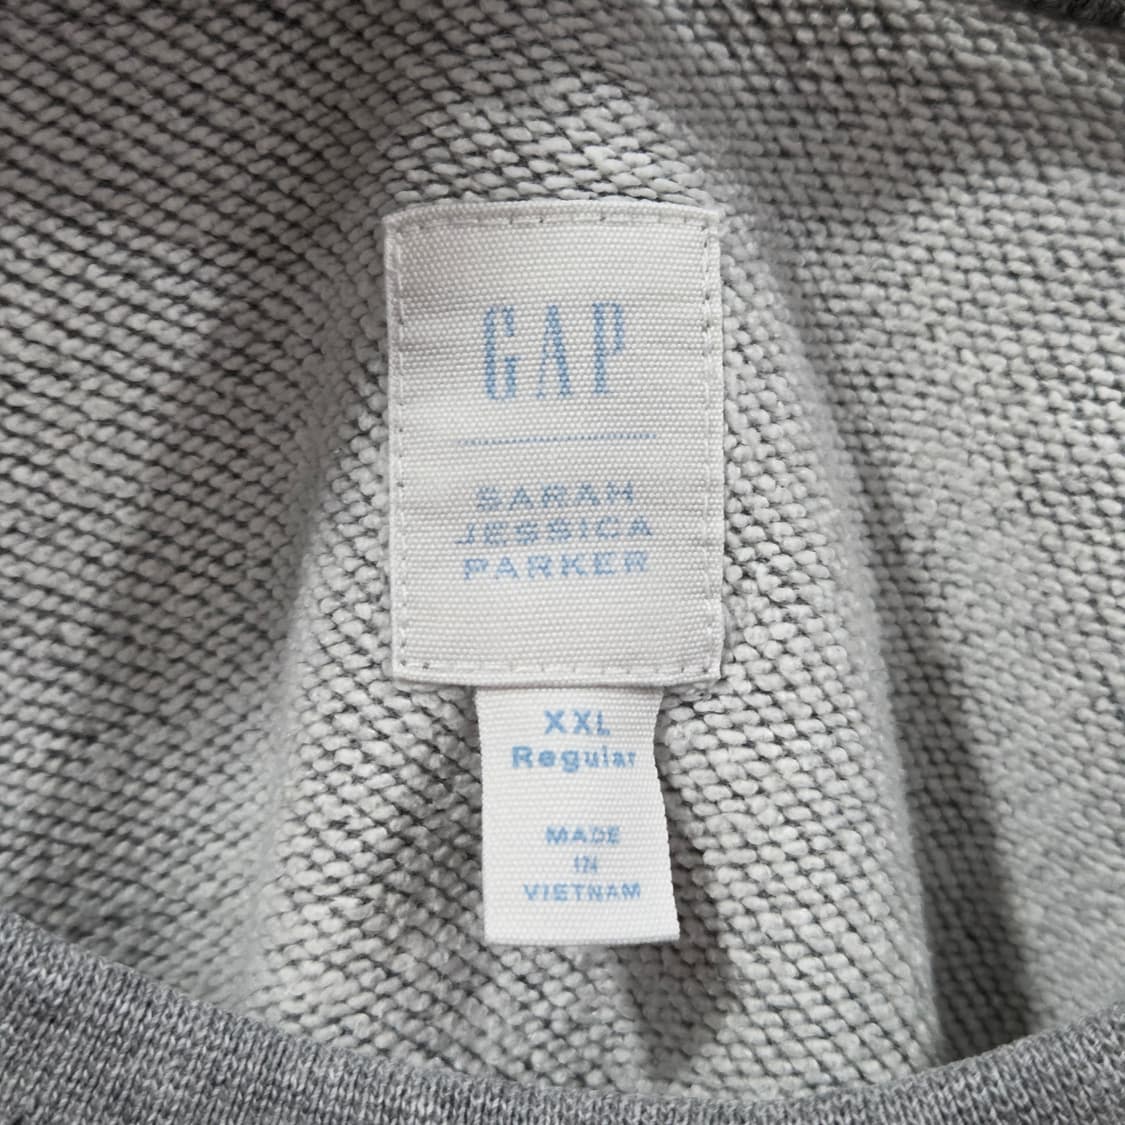 GAP
SARAH
JESSICA
PARKER
XXL
Regular
MADE
IN
VIETNAM